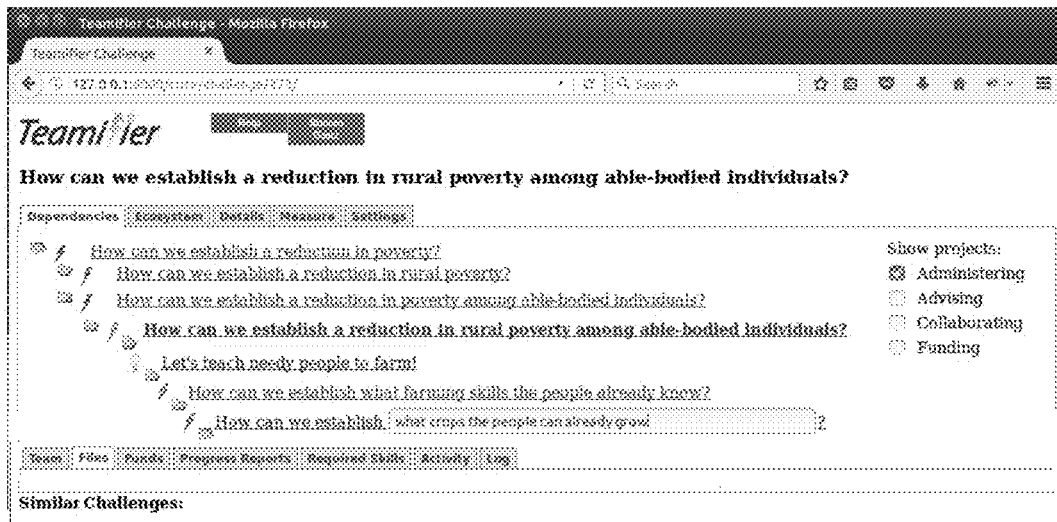 Teamifier Challenge - Mozilla Firefox
Teamifier Challenge ×
Search
Teamifier
How can we establish a reduction in rural poverty among able-bodied individuals?
Dependencies Ecosystem Details Measure Settings
How can we establish a reduction in poverty?
How can we establish a reduction in rural poverty?
How can we establish a reduction in poverty among able-bodied individuals?
How can we establish a reduction in rural poverty among able-bodied individuals?
Let's teach needy people to farm!
How can we establish what farming skills the people already know?
How can we establish what crops the people can already grow ?
Show projects:
Administering
Advising
Collaborating
Funding
Team Files Funds Progress Reports Required Skills Activity Log
Similar Challenges: